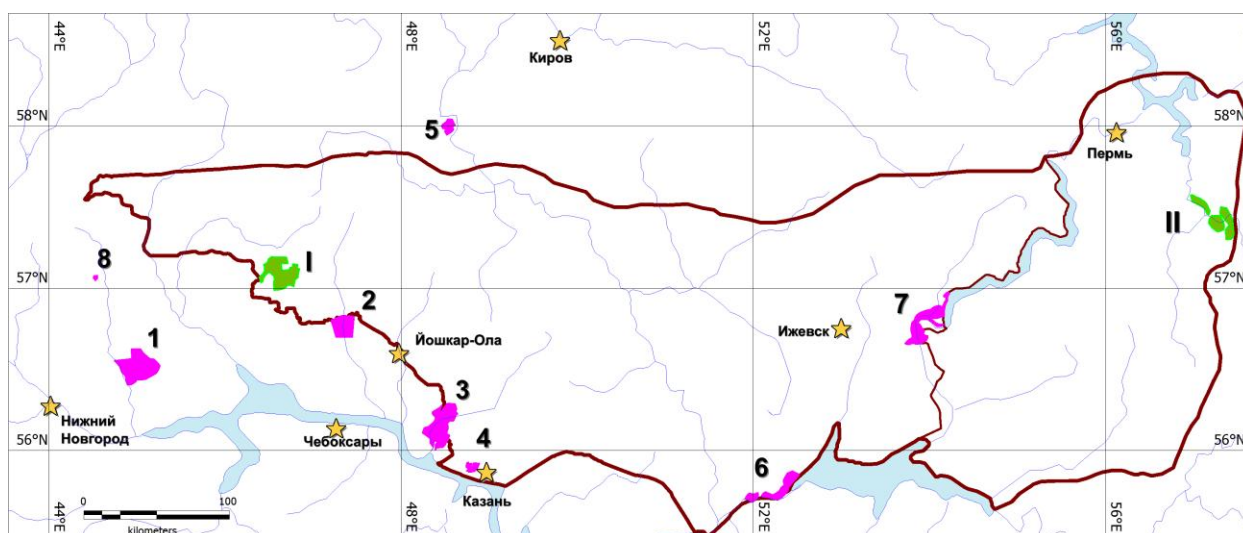 44°E
48°E
52°E
56°E
Киров
58°N
5
58°N
Пермь
II
8
I
57°N
2
57°N
7
1
Йошкар-Ола
Ижевск
3
Нижний
Новгород
56°N
Чебоксары
4
56°N
6
Казань
0
100
kilometers
44°E
48°E
52°E
56°E